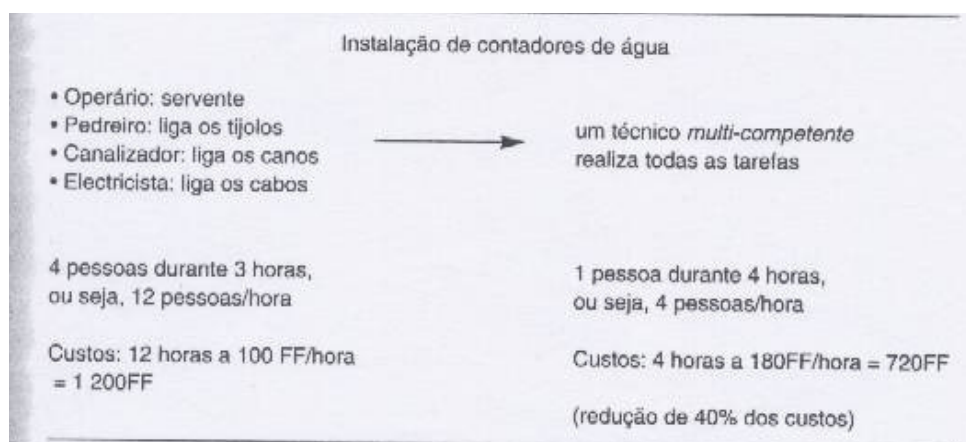 Instalação de contadores de água
• Operário: servente
• Pedreiro: liga os tijolos
• Canalizador: liga os canos
• Electricista: liga os cabos
um técnico multi-competente
realiza todas as tarefas
4 pessoas durante 3 horas,
ou seja, 12 pessoas/hora
Custos: 12 horas a 100 FF/hora
= 1 200FF
1 pessoa durante 4 horas,
ou seja, 4 pessoas/hora
Custos: 4 horas a 180FF/hora = 720FF
(redução de 40% dos custos)